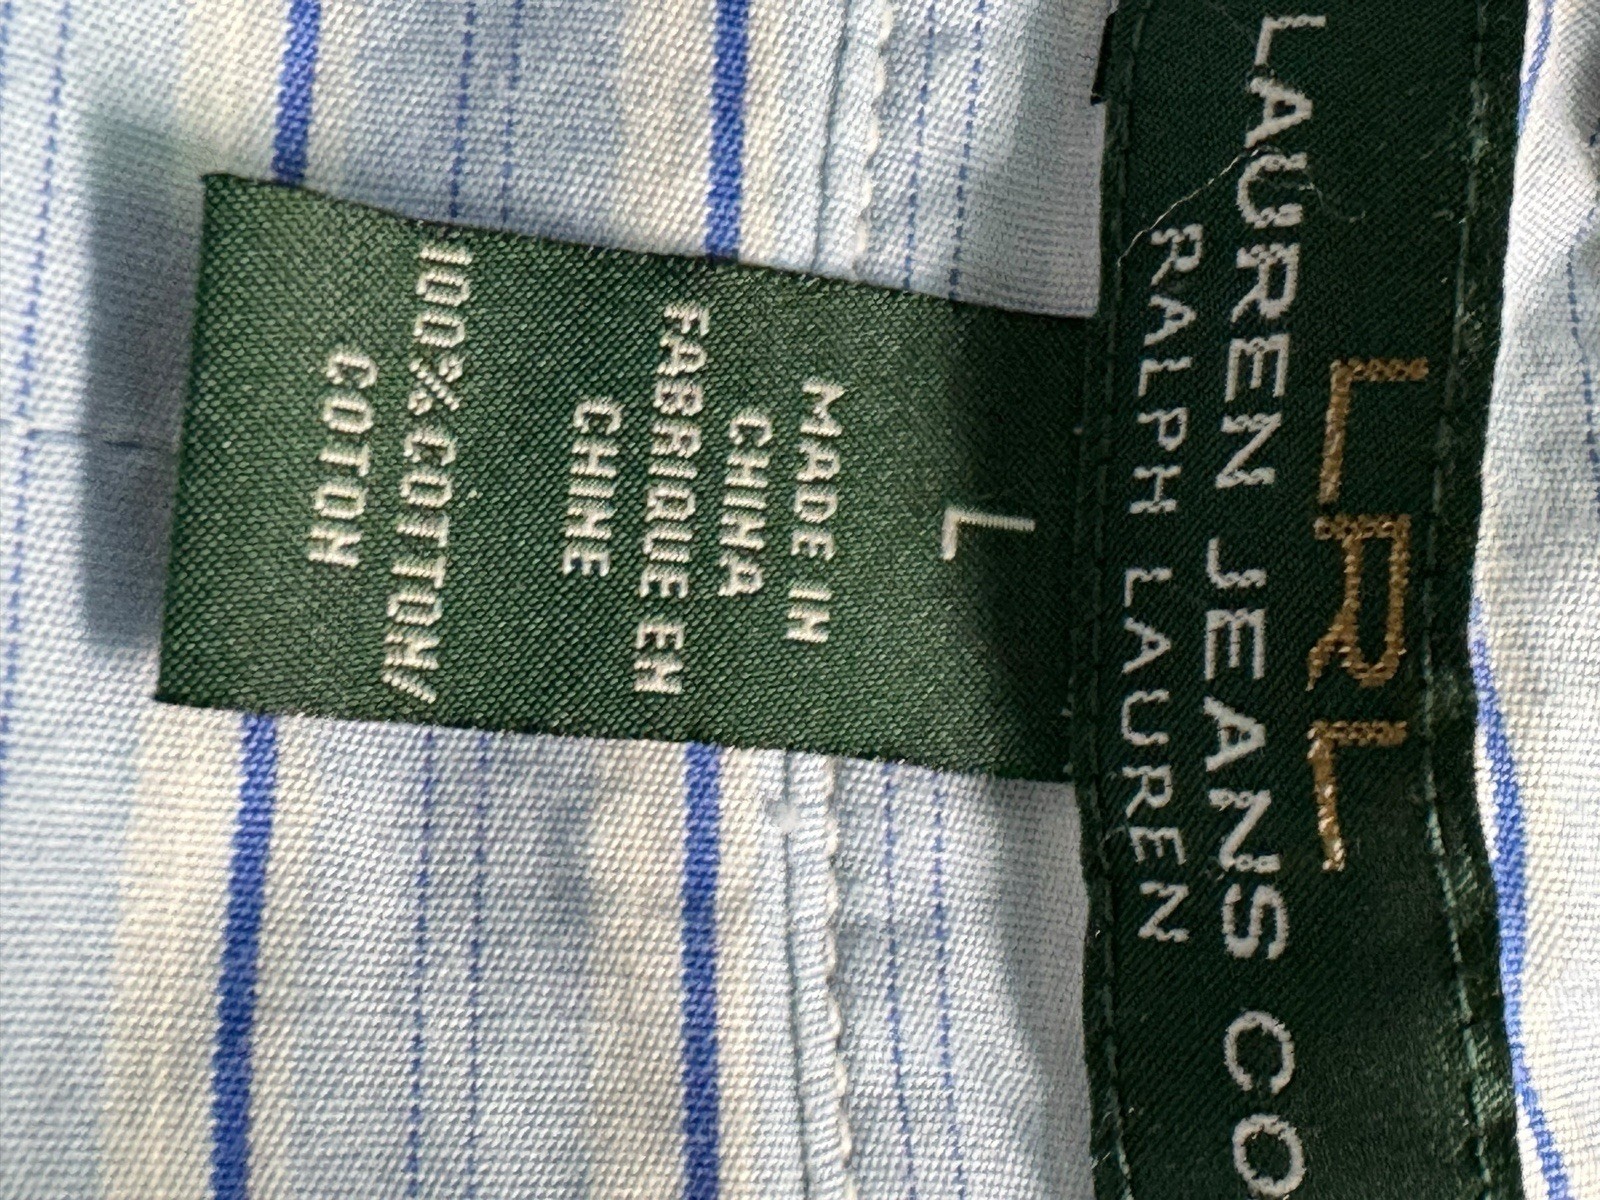 LRL
LAUREN JEANS CO
RALPH LAUREN
L
MADE IN
CHINA
FABRIQUE EN
CHINE
100% COTTON/
COTON